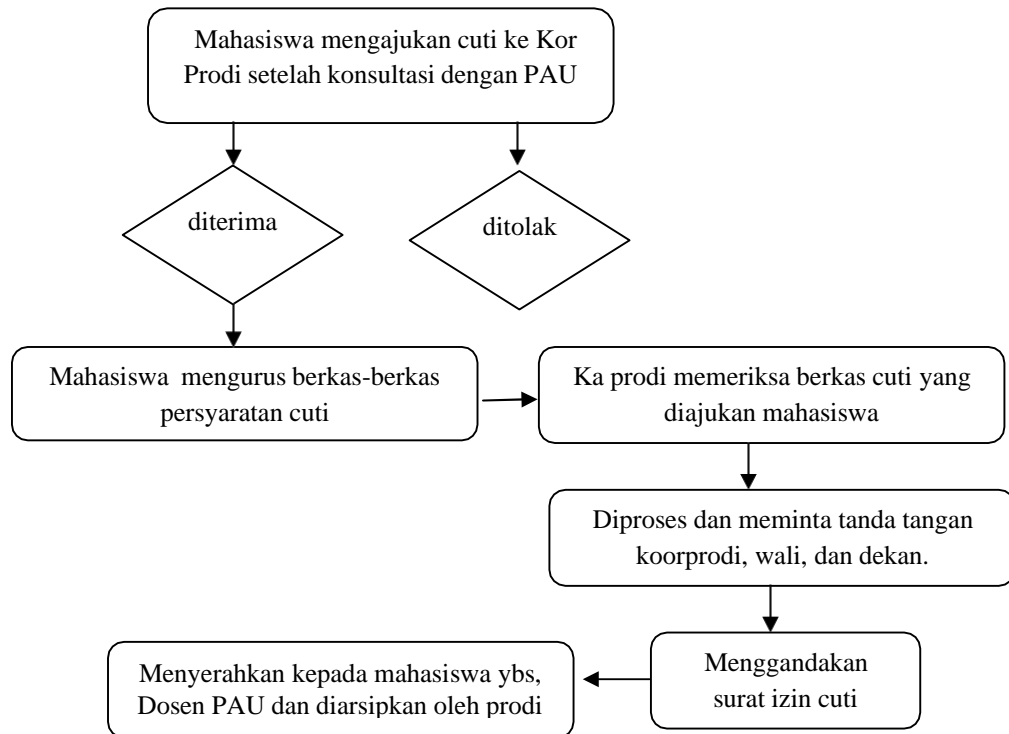 Mahasiswa mengajukan cuti ke Kor
Prodi setelah konsultasi dengan PAU
diterima
ditolak
Mahasiswa mengurus berkas-berkas
persyaratan cuti
Ka prodi memeriksa berkas cuti yang
diajukan mahasiswa
Diproses dan meminta tanda tangan
koorprodi, wali, dan dekan.
Menggandakan
surat izin cuti
Menyerahkan kepada mahasiswa ybs,
Dosen PAU dan diarsipkan oleh prodi